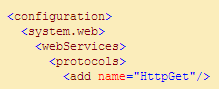 <configuration>
<system.web>
<webServices>
<protocols>
<add name="HttpGet"/>